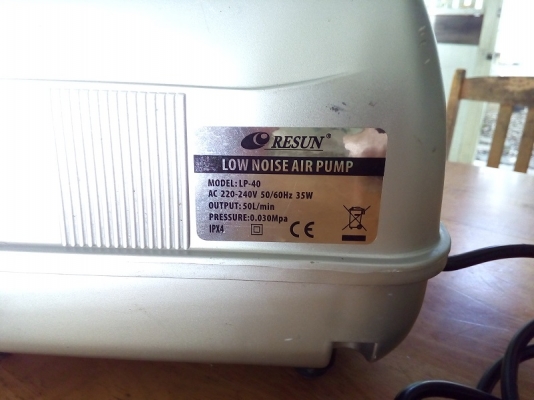 RESUN®
LOW NOISE AIR PUMP
MODEL: LP-40
AC 220-240V 50/60Hz 35W
OUTPUT: 50L/min
PRESSURE:0.030Mpa
IPX4 CE